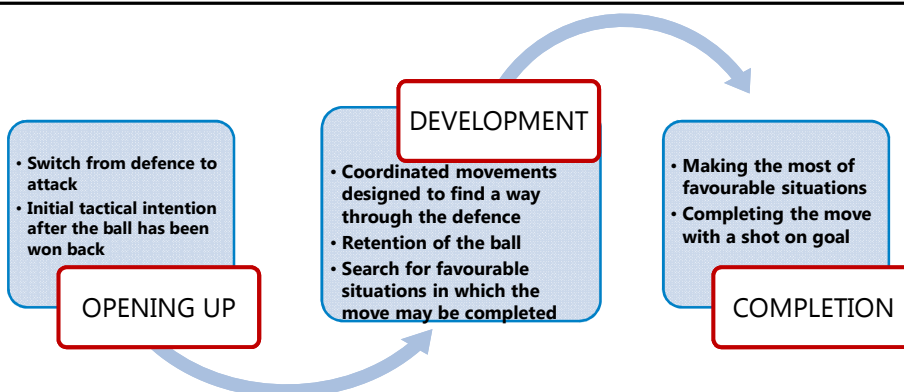 • Switch from defence to
attack
• Initial tactical intention
after the ball has been
won back
OPENING UP
DEVELOPMENT
• Coordinated movements
designed to find a way
through the defence
• Retention of the ball
• Search for favourable
situations in which the
move may be completed
• Making the most of
favourable situations
• Completing the move
with a shot on goal
COMPLETION